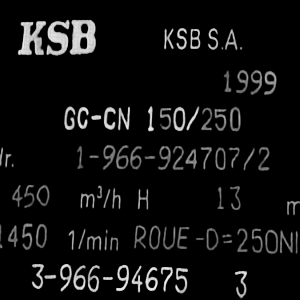 KSB KSB S.A.
1999
GC-CN 150/250
Nr. 1-966-924707/2
450 m³/h H 13 m
1450 1/min ROUE-D=250NI
3-966-94675 3